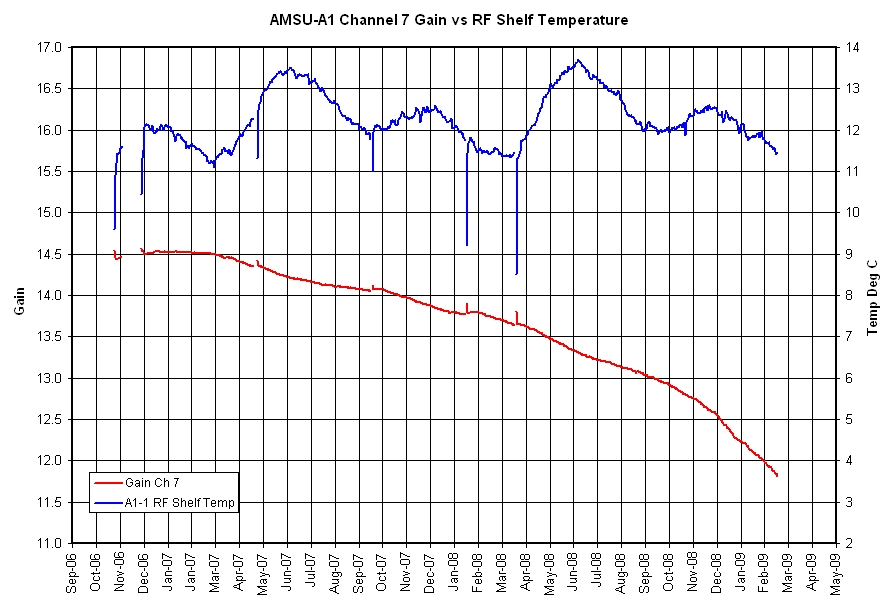 AMSU-A1 Channel 7 Gain vs RF Shelf Temperature
17.0
16.5
16.0
15.5
15.0
14.5
14.0
13.5
13.0
12.5
12.0
11.5
11.0
Gain
14
13
12
11
10
9
8
7
6
5
4
3
2
Temp Deg C
Gain Ch 7
A1-1 RF Shelf Temp
Sep-06
Oct-06
Nov-06
Dec-06
Jan-07
Feb-07
Mar-07
Apr-07
May-07
Jun-07
Jul-07
Aug-07
Sep-07
Oct-07
Nov-07
Dec-07
Jan-08
Feb-08
Mar-08
Apr-08
May-08
Jun-08
Jul-08
Aug-08
Sep-08
Oct-08
Nov-08
Dec-08
Jan-09
Feb-09
Mar-09
Apr-09
May-09